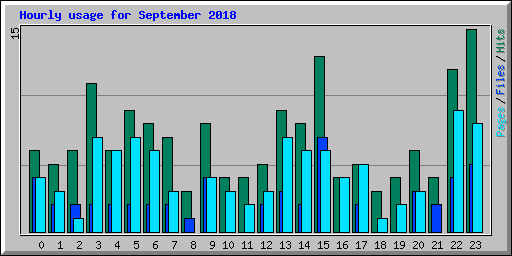 Hourly usage for September 2018
15
Pages/Files/Hits
0 1 2 3 4 5 6 7 8 9 10 11 12 13 14 15 16 17 18 19 20 21 22 23